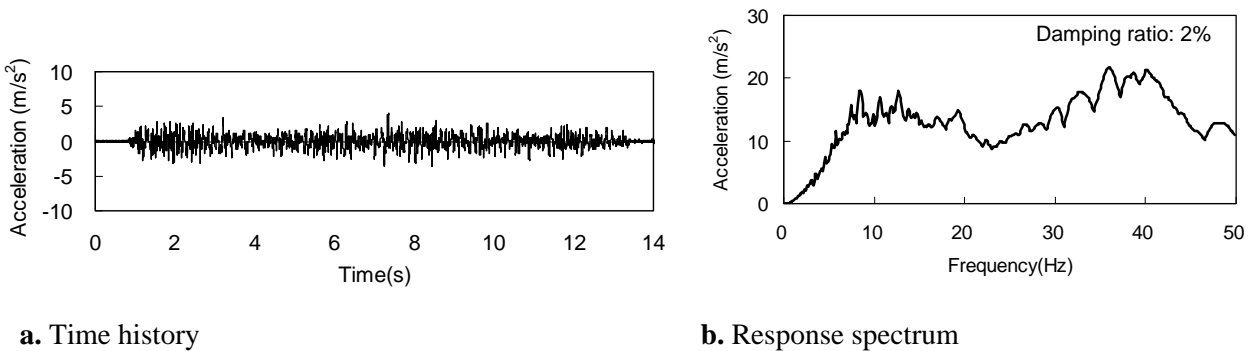 Acceleration (m/s²)
10
5
0
-5
-10
0 2 4 6 8 10 12 14
Time(s)
a. Time history
Acceleration (m/s²)
30
20
10
0
Damping ratio: 2%
0 10 20 30 40 50
Frequency(Hz)
b. Response spectrum